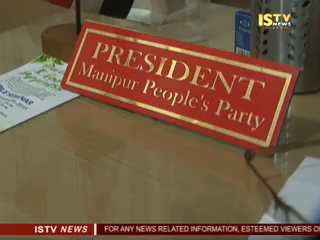 ISTV
NEWS
PRESIDENT
Manipur People's Party
ISTV NEWS
FOR ANY NEWS RELATED INFORMATION, ESTEEMED VIEWERS O